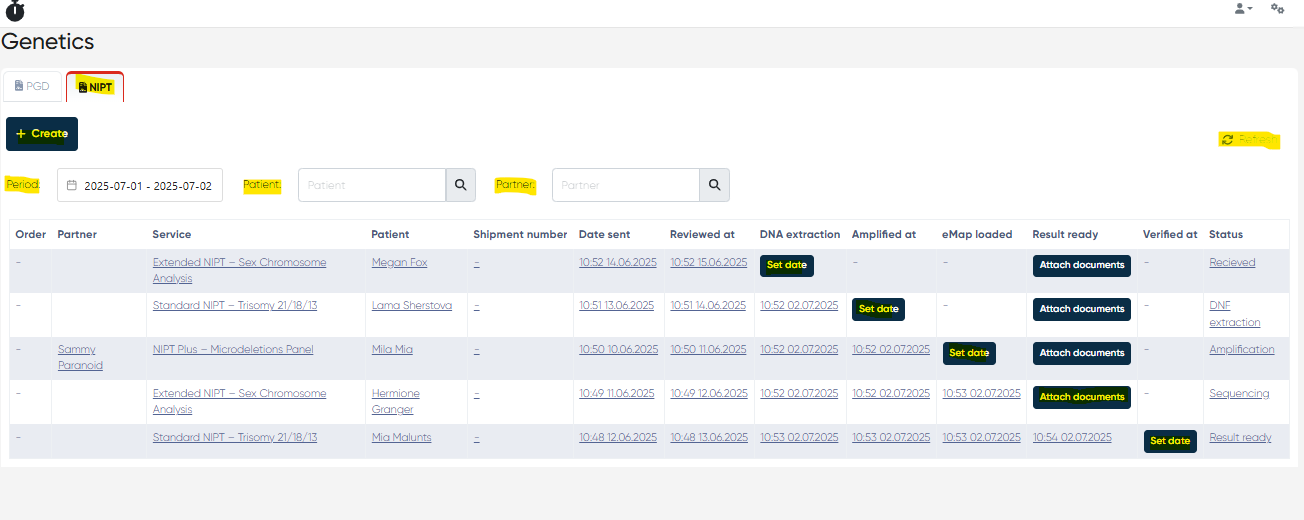 Genetics
PGD
NIPT
+ Create
Refresh
Period: 2025-07-01 - 2025-07-02 Patient: Patient Partner: Partner
Order Partner Service Patient Shipment number Date sent Reviewed at DNA extraction Amplified at eMap loaded Result ready Verified at Status
- Extended NIPT – Sex Chromosome Megan Fox - 10:52 14.06.2025 10:52 15.06.2025 Set date - - Attach documents - Recieved
Analysis
- Standard NIPT – Trisomy 21/18/13 Lama Sherstova - 10:51 13.06.2025 10:51 14.06.2025 10:52 02.07.2025 Set date - Attach documents - DNF
extraction
- Sammy NIPT Plus – Microdeletions Panel Mila Mia - 10:50 10.06.2025 10:50 11.06.2025 10:52 02.07.2025 10:52 02.07.2025 Set date Attach documents - Amplification
Paranoid
- Extended NIPT – Sex Chromosome Hermione - 10:49 11.06.2025 10:49 12.06.2025 10:52 02.07.2025 10:52 02.07.2025 10:53 02.07.2025 Attach documents - Sequencing
Analysis Granger
- Standard NIPT – Trisomy 21/18/13 Mia Malunts - 10:48 12.06.2025 10:48 13.06.2025 10:53 02.07.2025 10:53 02.07.2025 10:53 02.07.2025 10:54 02.07.2025 Set date Result ready